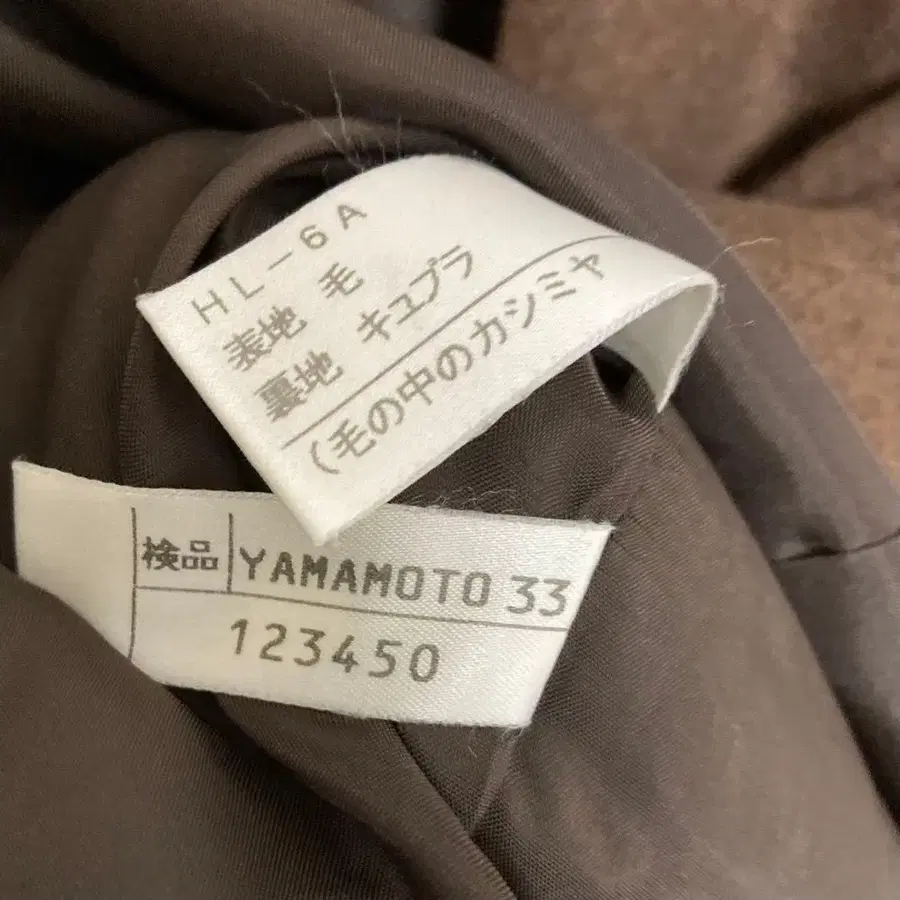 HL-6A
表地 毛
裏地 キュプラ
(毛の中のカシミヤ
検品 YAMAMOTO 33
123450